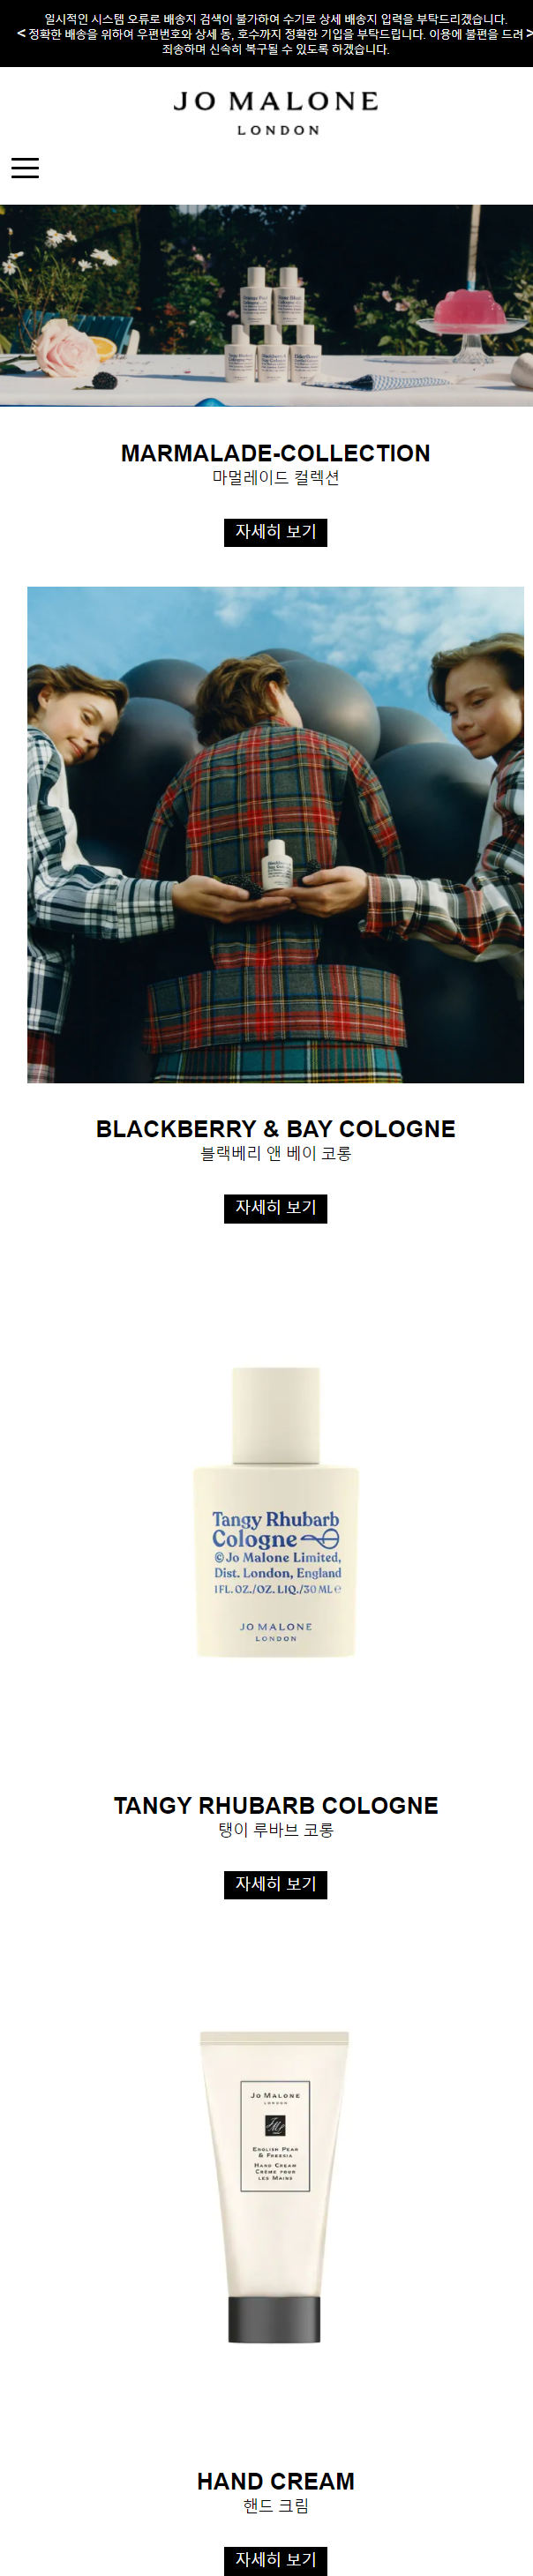 일시적인 시스템 오류로 배송지 검색이 불가하여 수기로 상세 배송지 입력을 부탁드리겠습니다.
< 정확한 배송을 위하여 우편번호와 상세 동, 호수까지 정확한 기입을 부탁드립니다. 이용에 불편을 드려 >
죄송하며 신속히 복구될 수 있도록 하겠습니다.
JO MALONE
LONDON
MARMALADE-COLLECTION
마멀레이드 컬렉션
자세히 보기
BLACKBERRY & BAY COLOGNE
블랙베리 앤 베이 코롱
자세히 보기
Tangy Rhubarb
Cologne
©Jo Malone Limited,
Dist. London, England
1 FL. OZ./OZ. LIQ./30 ML ℮
JO MALONE
LONDON
TANGY RHUBARB COLOGNE
탱이 루바브 코롱
자세히 보기
JO MALONE
LONDON
ENGLISH PEAR
& FREESIA
HAND CREAM
CRÈME POUR
LES MAINS
HAND CREAM
핸드 크림
자세히 보기